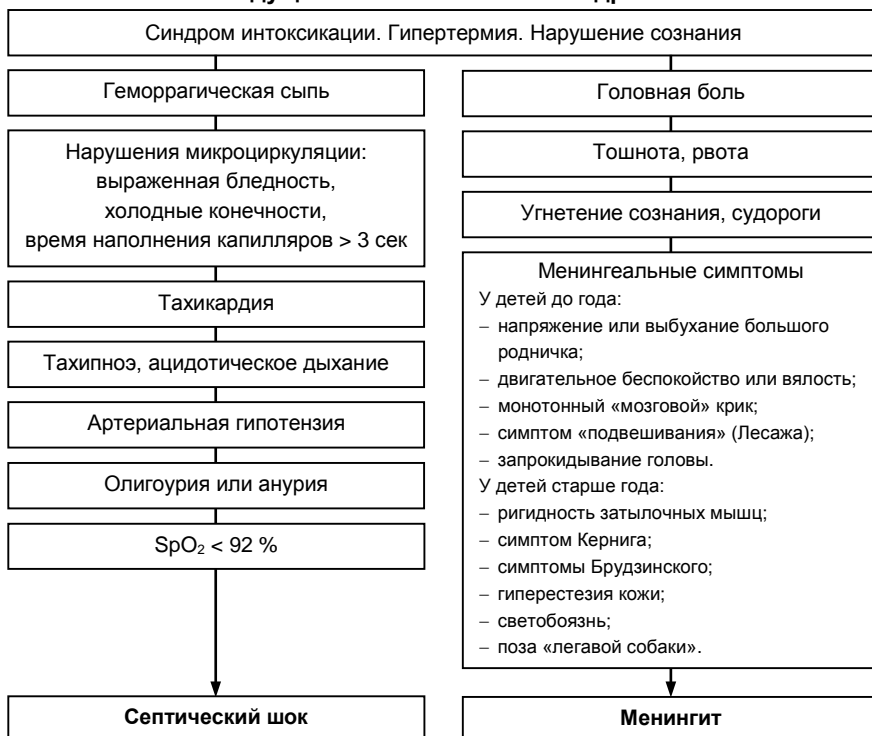 Синдром интоксикации. Гипертермия. Нарушение сознания
Геморрагическая сыпь
Нарушения микроциркуляции:
выраженная бледность,
холодные конечности,
время наполнения капилляров > 3 сек
Тахикардия
Тахипноэ, ацидотическое дыхание
Артериальная гипотензия
Олигоурия или анурия
SpO₂ < 92 %
Септический шок
Головная боль
Тошнота, рвота
Угнетение сознания, судороги
Менингеальные симптомы
У детей до года:
− напряжение или выбухание большого
родничка;
− двигательное беспокойство или вялость;
− монотонный «мозговой» крик;
− симптом «подвешивания» (Лесажа);
− запрокидывание головы.
У детей старше года:
− ригидность затылочных мышц;
− симптом Кернига;
− симптомы Брудзинского;
− гиперестезия кожи;
− светобоязнь;
− поза «легавой собаки».
Менингит